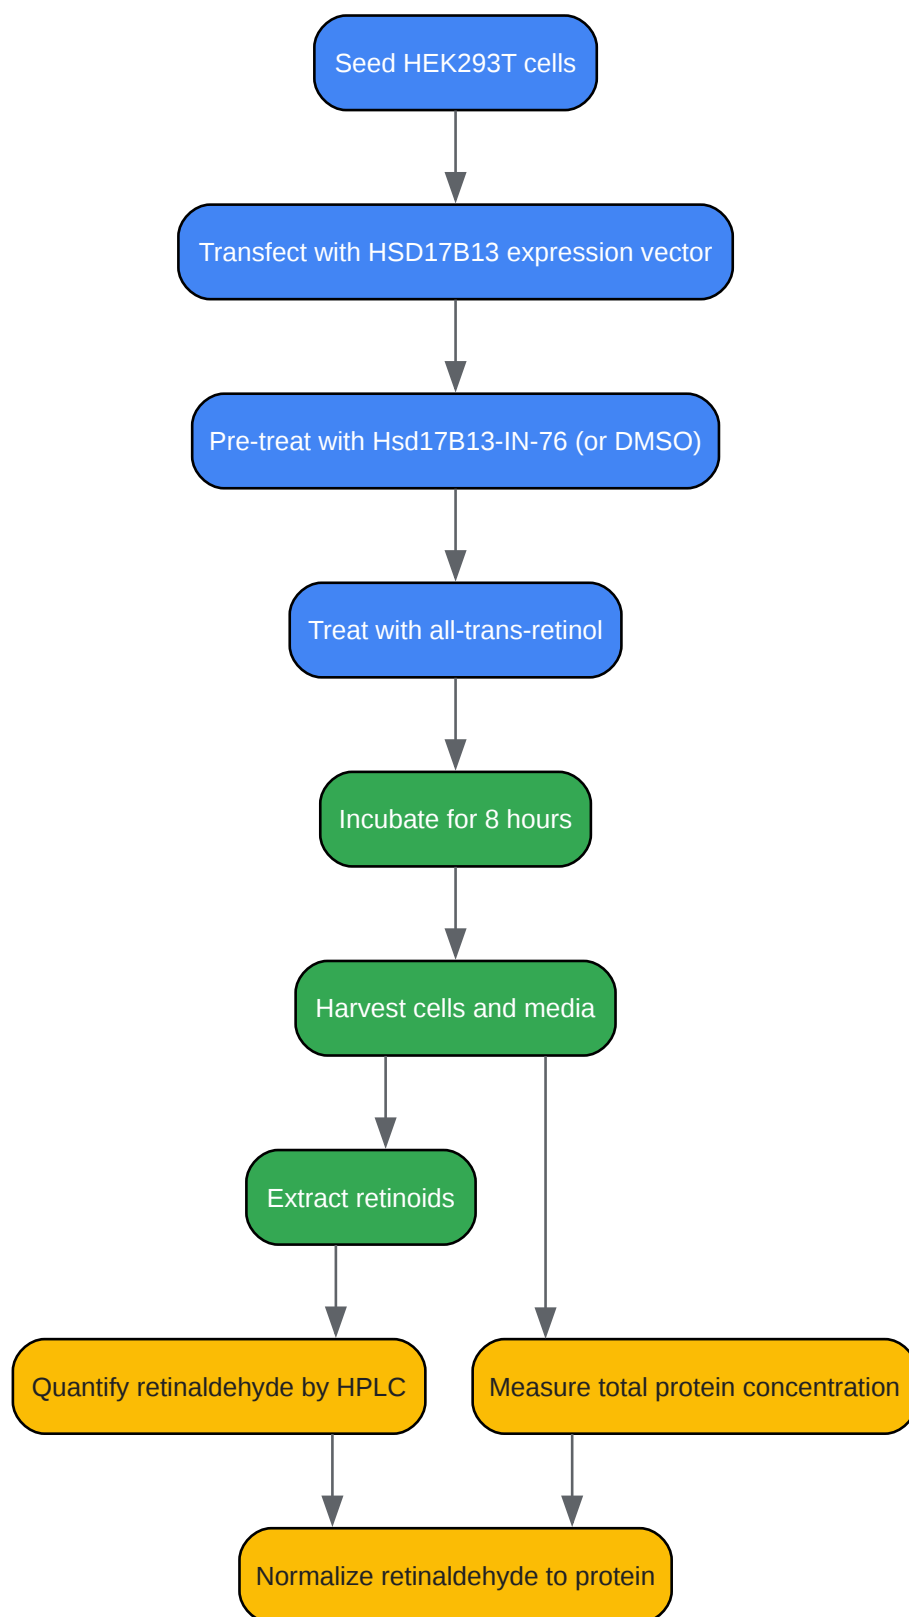 Seed HEK293T cells
Transfect with HSD17B13 expression vector
Pre-treat with Hsd17B13-IN-76 (or DMSO)
Treat with all-trans-retinol
Incubate for 8 hours
Harvest cells and media
Extract retinoids
Quantify retinaldehyde by HPLC
Measure total protein concentration
Normalize retinaldehyde to protein